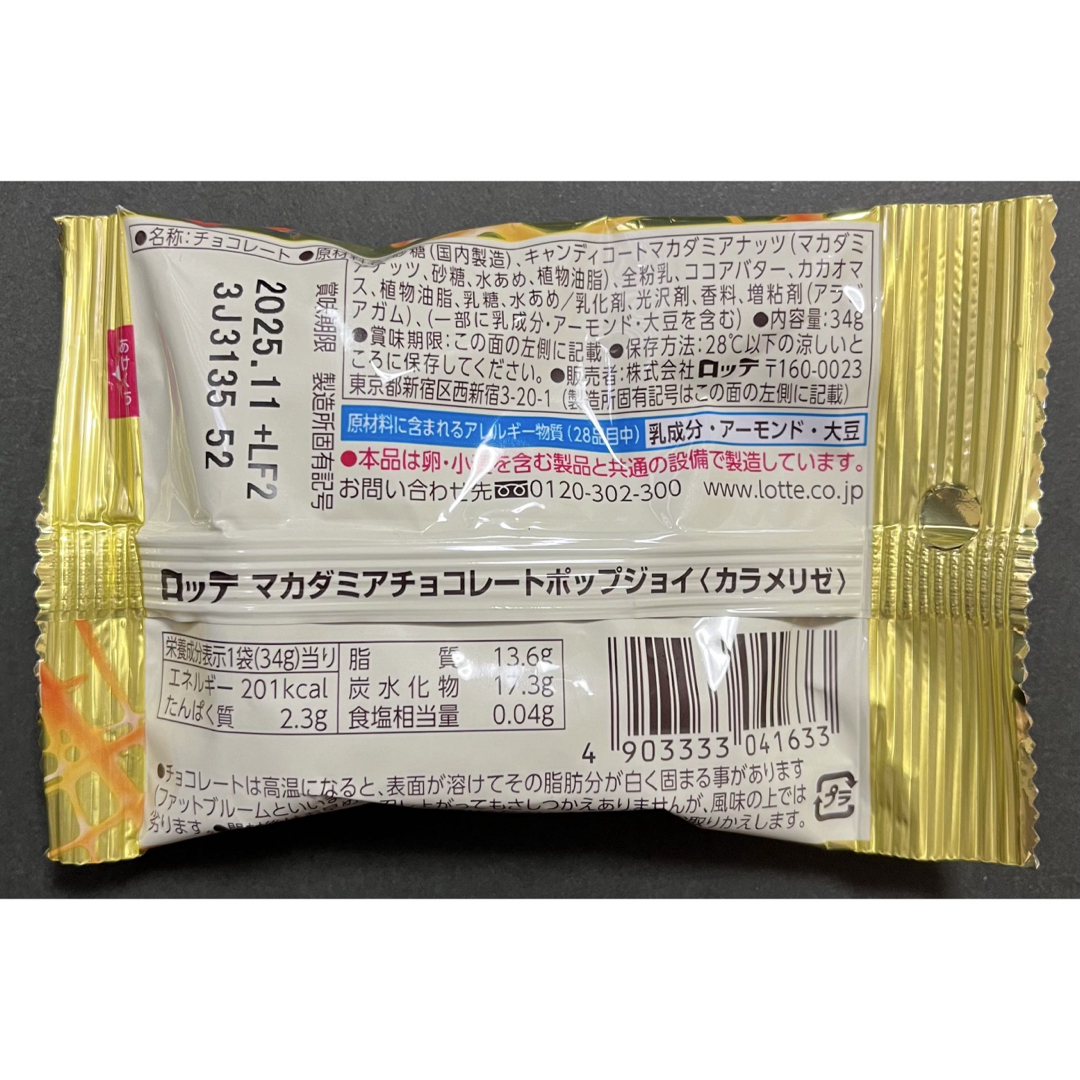 ●名称:チョコレート ●原材料 糖(国内製造)、キャンディコートマカダミアナッツ(マカダミ
アナッツ、砂糖、水あめ、植物油脂)、全粉乳、ココアバター、カカオマ
ス、植物油脂、乳糖、水あめ/乳化剤、光沢剤、香料、増粘剤(アラビ
アガム)、(一部に乳成分・アーモンド・大豆を含む) ●内容量:34g
●賞味期限:この面の左側に記載 ●保存方法:28℃以下の涼しいと
ころに保存してください。 ●販売者:株式会社ロッテ 〒160-0023
東京都新宿区西新宿3-20-1 (製造所固有記号はこの面の左側に記載)
原材料に含まれるアレルギー物質(28品目中) 乳成分・アーモンド・大豆
●本品は卵・小麦を含む製品と共通の設備で製造しています。
お問い合わせ先 0120-302-300 www.lotte.co.jp
賞味期限 製造所固有記号
2025.11 +LF2
3J3135 52
あけくち
ロッテ マカダミアチョコレートポップジョイ〈カラメリゼ〉
栄養成分表示1袋(34g)当り
エネルギー 201kcal
たんぱく質 2.3g
脂質 13.6g
炭水化物 17.3g
食塩相当量 0.04g
4 903333 041633
●チョコレートは高温になると、表面が溶けてその脂肪分が白く固まる事があります
(ファットブルームといい 上がってもさしつかえありませんが、風味の上では
劣ります 取りかえします。
プラ